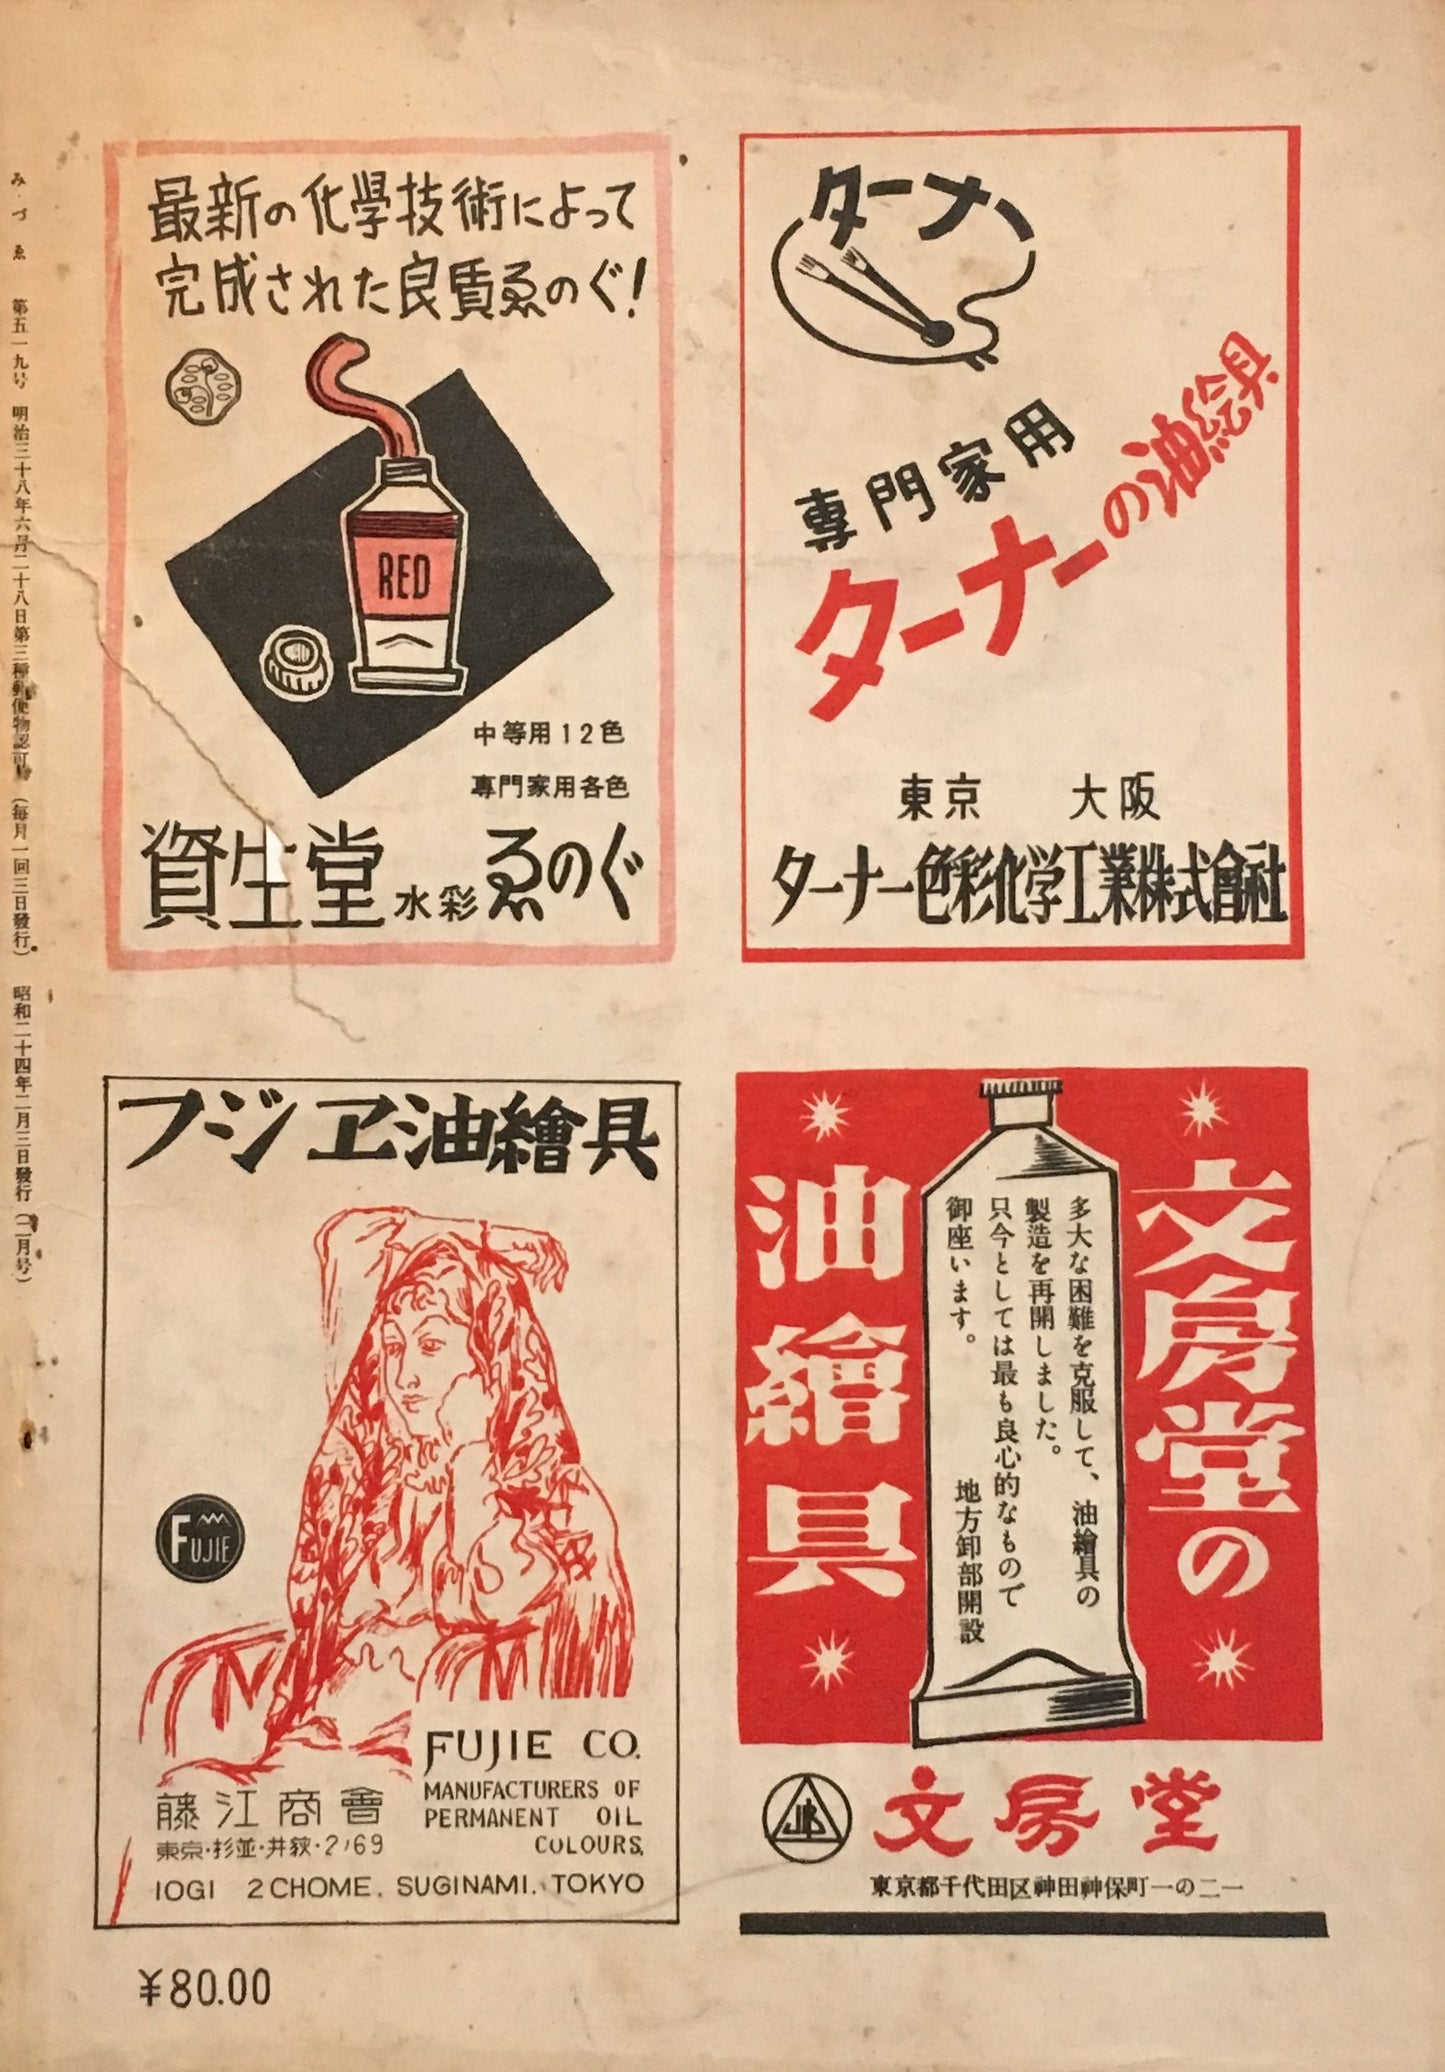 み づ ゑ 第五一九号 明治三十八年六月二十八日第三種郵便物認可 (毎月一回三日發行) 昭和二十四年二月三日發行 (二月号)
最新の化學技術によって
完成された良質ゑのぐ!
RED
中等用12色
専門家用各色
資生堂水彩ゑのぐ
ターナー
専門家用
ターナーの油繪具
東京 大阪
ターナー色彩化学工業株式會社
フジヱ油繪具
FUJIE
FUJIE CO.
MANUFACTURERS OF
PERMANENT OIL
COLOURS.
藤江商會
東京・杉並・井荻・2ノ69
IOGI 2CHOME. SUGINAMI. TOKYO
文房堂の
油繪具
多大な困難を克服して、油繪具の
製造を再開しました。
只今としては最も良心的なもので
御座います。
地方卸部開設
文房堂
東京都千代田区神田神保町一の二一
¥80.00